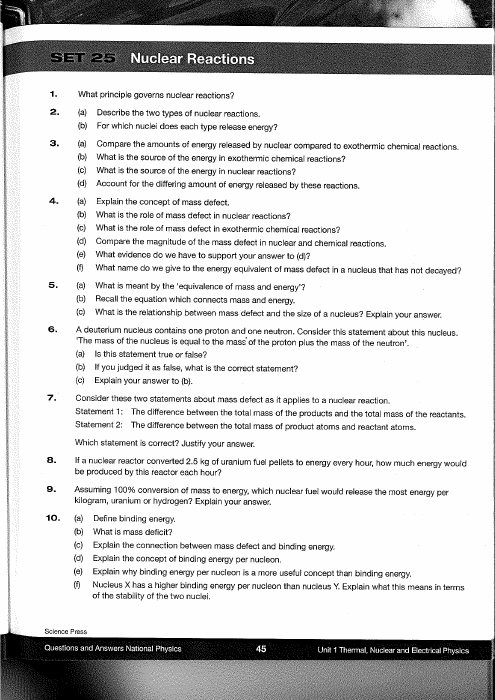 SET 25 Nuclear Reactions
1. What principle governs nuclear reactions?
2. (a) Describe the two types of nuclear reactions.
(b) For which nuclei does each type release energy?
3. (a) Compare the amounts of energy released by nuclear compared to exothermic chemical reactions.
(b) What is the source of the energy in exothermic chemical reactions?
(c) What is the source of the energy in nuclear reactions?
(d) Account for the differing amount of energy released by these reactions.
4. (a) Explain the concept of mass defect.
(b) What is the role of mass defect in nuclear reactions?
(c) What is the role of mass defect in exothermic chemical reactions?
(d) Compare the magnitude of the mass defect in nuclear and chemical reactions.
(e) What evidence do we have to support your answer to (d)?
(f) What name do we give to the energy equivalent of mass defect in a nucleus that has not decayed?
5. (a) What is meant by the 'equivalence of mass and energy'?
(b) Recall the equation which connects mass and energy.
(c) What is the relationship between mass defect and the size of a nucleus? Explain your answer.
6. A deuterium nucleus contains one proton and one neutron. Consider this statement about this nucleus.
'The mass of the nucleus is equal to the mass of the proton plus the mass of the neutron'.
(a) Is this statement true or false?
(b) If you judged it as false, what is the correct statement?
(c) Explain your answer to (b).
7. Consider these two statements about mass defect as it applies to a nuclear reaction.
Statement 1: The difference between the total mass of the products and the total mass of the reactants.
Statement 2: The difference between the total mass of product atoms and reactant atoms.
Which statement is correct? Justify your answer.
8. If a nuclear reactor converted 2.5 kg of uranium fuel pellets to energy every hour, how much energy would
be produced by this reactor each hour?
9. Assuming 100% conversion of mass to energy, which nuclear fuel would release the most energy per
kilogram, uranium or hydrogen? Explain your answer.
10. (a) Define binding energy.
(b) What is mass deficit?
(c) Explain the connection between mass defect and binding energy.
(d) Explain the concept of binding energy per nucleon.
(e) Explain why binding energy per nucleon is a more useful concept than binding energy.
(f) Nucleus X has a higher binding energy per nucleon than nucleus Y. Explain what this means in terms
of the stability of the two nuclei.
Science Press
Questions and Answers National Physics 45 Unit 1 Thermal, Nuclear and Electrical Physics